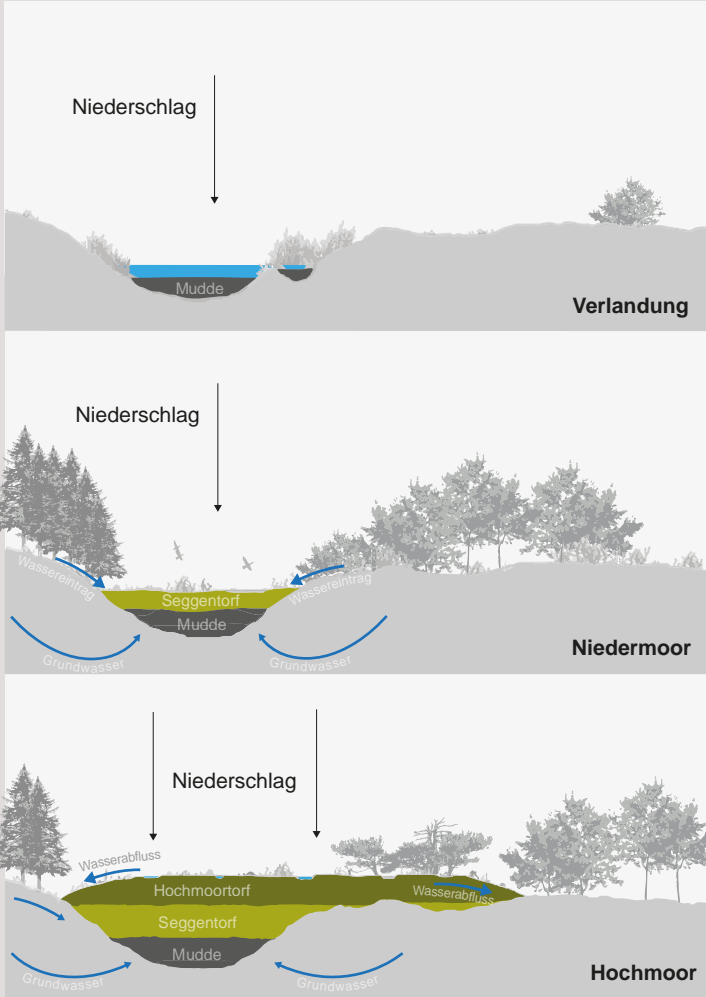 Niederschlag
Mudde
Verlandung
Niederschlag
Wassereintrag
Seggentorf
Wassereintrag
Mudde
Grundwasser
Grundwasser
Niedermoor
Niederschlag
Wasserabfluss
Hochmoortorf
Wasserabfluss
Seggentorf
Mudde
Grundwasser
Grundwasser
Hochmoor